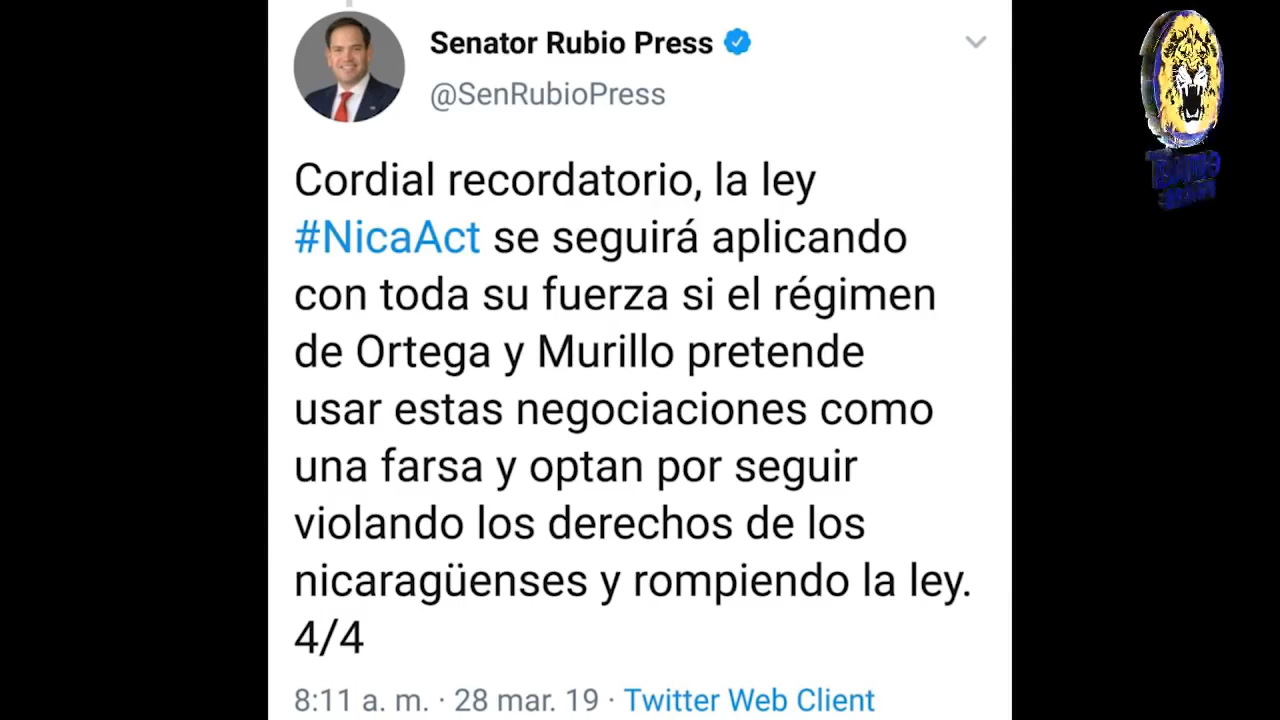 Senator Rubio Press
@SenRubioPress
Cordial recordatorio, la ley
#NicaAct se seguirá aplicando
con toda su fuerza si el régimen
de Ortega y Murillo pretende
usar estas negociaciones como
una farsa y optan por seguir
violando los derechos de los
nicaragüenses y rompiendo la ley.
4/4
8:11 a. m. · 28 mar. 19 · Twitter Web Client